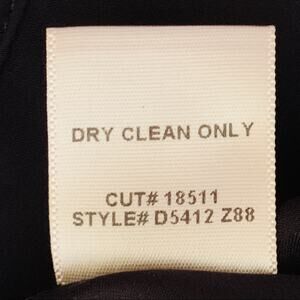 DRY CLEAN ONLY
CUT# 18511
STYLE# D5412 Z88